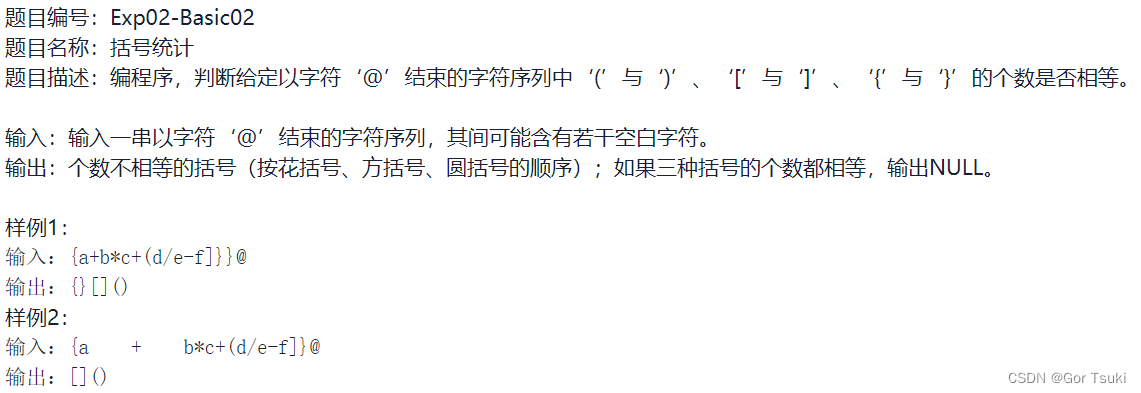 题目编号：Exp02-Basic02
题目名称：括号统计
题目描述：编程序，判断给定以字符‘@’结束的字符序列中‘(’与‘)’、‘[’与‘]’、‘{’与‘}’的个数是否相等。
输入：输入一串以字符‘@’结束的字符序列，其间可能含有若干空白字符。
输出：个数不相等的括号（按花括号、方括号、圆括号的顺序）；如果三种括号的个数都相等，输出NULL。
样例1：
输入：{a+b*c+(d/e-f]}}@
输出：{}[]()
样例2：
输入：{a    +    b*c+(d/e-f]}@
输出：[]()
CSDN @Gor Tsuki